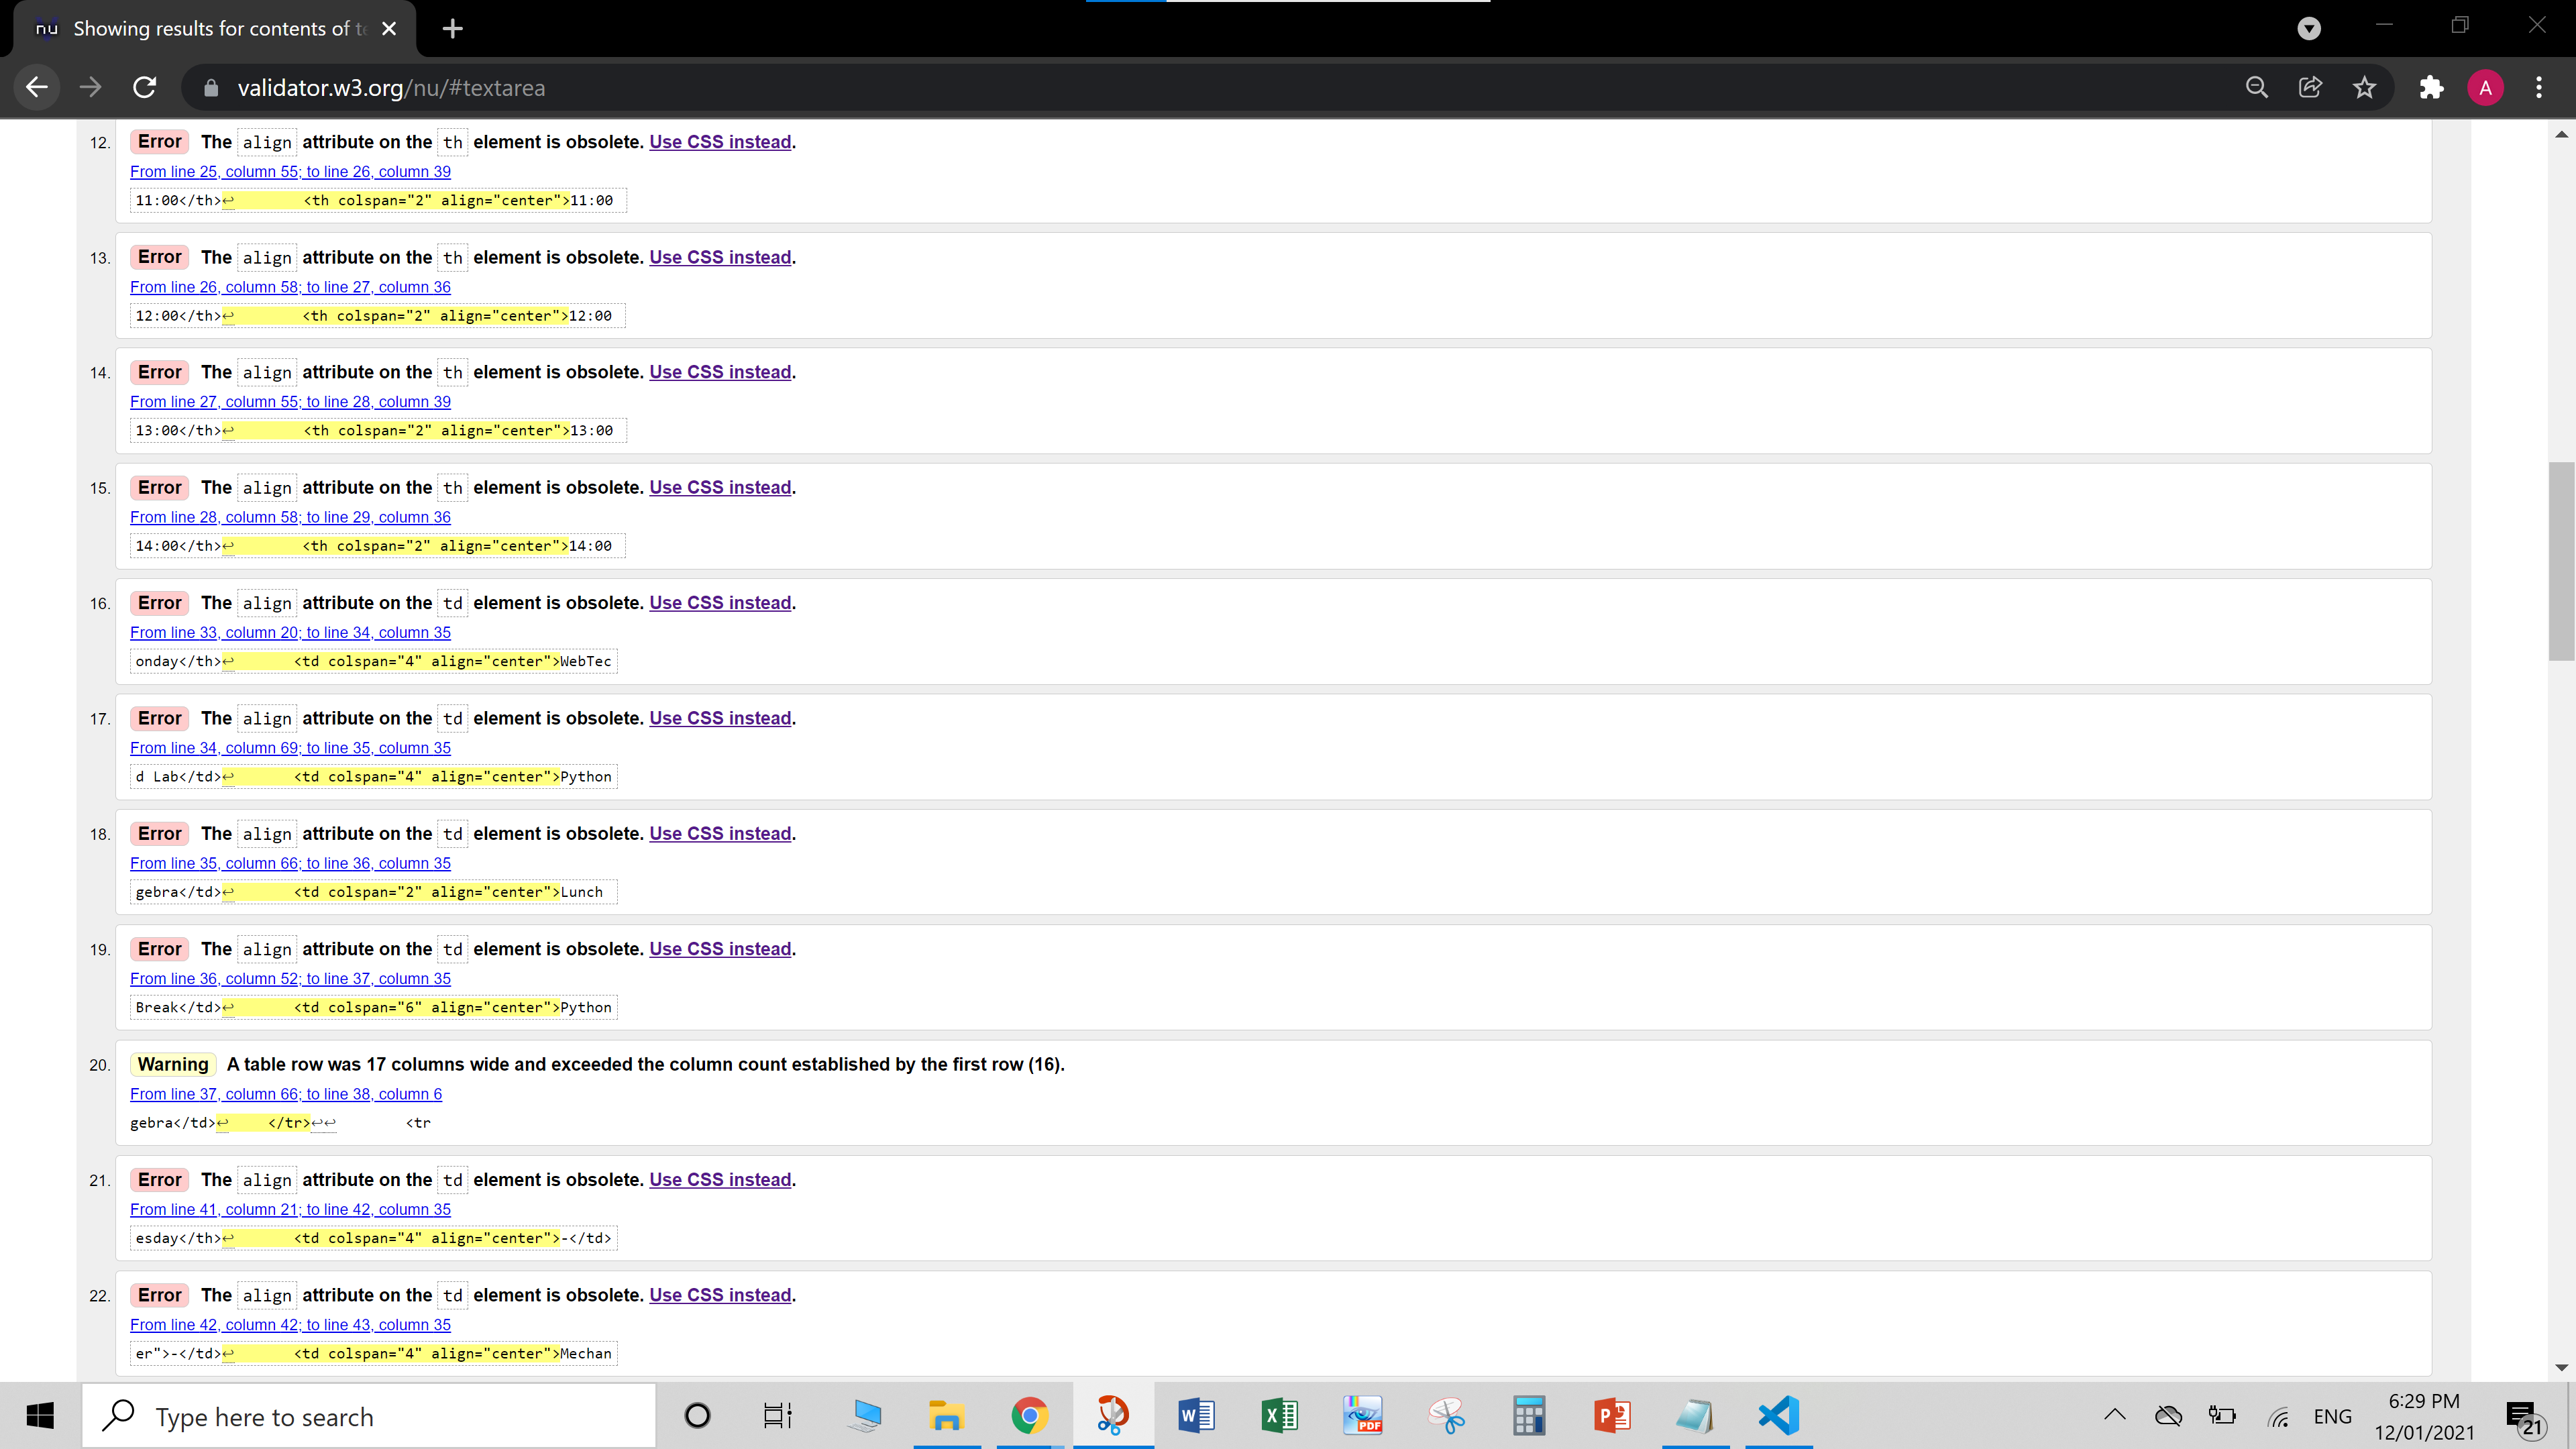 nu Showing results for contents of te
validator.w3.org/nu/#textarea
A
12. Error The align attribute on the th element is obsolete. Use CSS instead.
From line 25, column 55; to line 26, column 39
11:00</th>↩ <th colspan="2" align="center">11:00
13. Error The align attribute on the th element is obsolete. Use CSS instead.
From line 26, column 58; to line 27, column 36
12:00</th>↩ <th colspan="2" align="center">12:00
14. Error The align attribute on the th element is obsolete. Use CSS instead.
From line 27, column 55; to line 28, column 39
13:00</th>↩ <th colspan="2" align="center">13:00
15. Error The align attribute on the th element is obsolete. Use CSS instead.
From line 28, column 58; to line 29, column 36
14:00</th>↩ <th colspan="2" align="center">14:00
16. Error The align attribute on the td element is obsolete. Use CSS instead.
From line 33, column 20; to line 34, column 35
onday</th>↩ <td colspan="4" align="center">WebTec
17. Error The align attribute on the td element is obsolete. Use CSS instead.
From line 34, column 69; to line 35, column 35
d Lab</td>↩ <td colspan="4" align="center">Python
18. Error The align attribute on the td element is obsolete. Use CSS instead.
From line 35, column 66; to line 36, column 35
gebra</td>↩ <td colspan="2" align="center">Lunch
19. Error The align attribute on the td element is obsolete. Use CSS instead.
From line 36, column 52; to line 37, column 35
Break</td>↩ <td colspan="6" align="center">Python
20. Warning A table row was 17 columns wide and exceeded the column count established by the first row (16).
From line 37, column 66; to line 38, column 6
gebra</td>↩ </tr>↩↩ <tr
21. Error The align attribute on the td element is obsolete. Use CSS instead.
From line 41, column 21; to line 42, column 35
esday</th>↩ <td colspan="4" align="center">-</td>
22. Error The align attribute on the td element is obsolete. Use CSS instead.
From line 42, column 42; to line 43, column 35
er">-</td>↩ <td colspan="4" align="center">Mechan
Type here to search
W
X
PDF
P
ENG
6:29 PM
12/01/2021
21